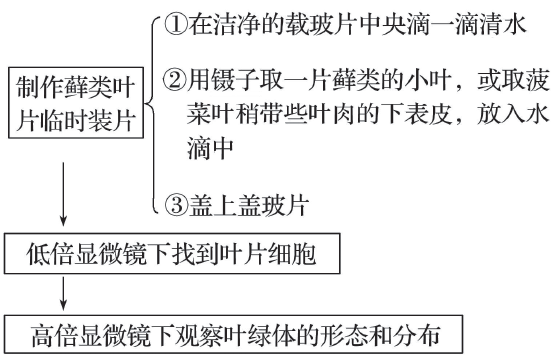 ①在洁净的载玻片中央滴一滴清水
制作藓类叶
片临时装片
②用镊子取一片藓类的小叶，或取菠
菜叶稍带些叶肉的下表皮，放入水
滴中
③盖上盖玻片
低倍显微镜下找到叶片细胞
高倍显微镜下观察叶绿体的形态和分布